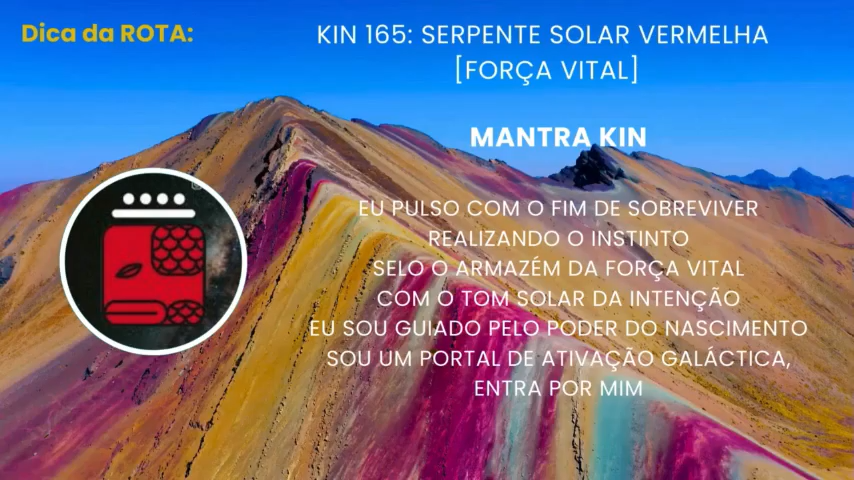 Dica da ROTA:
KIN 165: SERPENTE SOLAR VERMELHA
[FORÇA VITAL]
MANTRA KIN
EU PULSO COM O FIM DE SOBREVIVER
REALIZANDO O INSTINTO
SELO O ARMAZÉM DA FORÇA VITAL
COM O TOM SOLAR DA INTENÇÃO
EU SOU GUIADO PELO PODER DO NASCIMENTO
SOU UM PORTAL DE ATIVAÇÃO GALÁCTICA,
ENTRA POR MIM